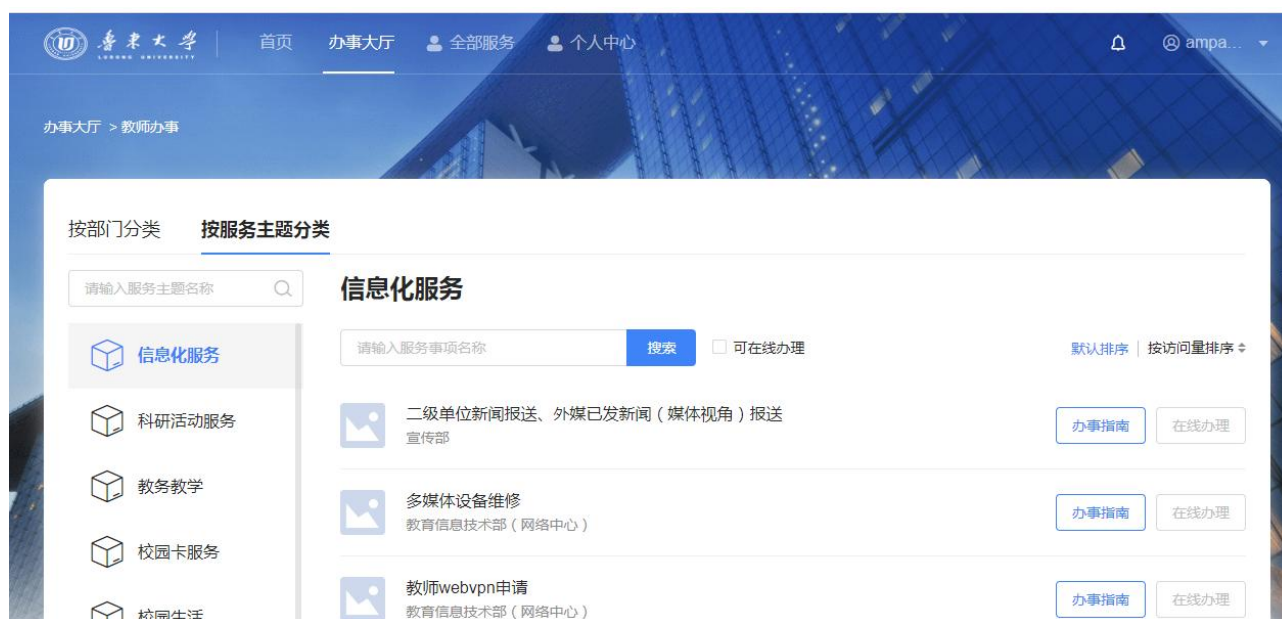 鲁东大学
LUDONG UNIVERSITY
首页
办事大厅
全部服务
个人中心
ampa...
办事大厅 > 教师办事
按部门分类
按服务主题分类
请输入服务主题名称
信息化服务
科研活动服务
教务教学
校园卡服务
校园生活
信息化服务
请输入服务事项名称
搜索
可在线办理
默认排序
按访问量排序
二级单位新闻报送、外媒已发新闻（媒体视角）报送
宣传部
办事指南
在线办理
多媒体设备维修
教育信息技术部（网络中心）
办事指南
在线办理
教师webvpn申请
教育信息技术部（网络中心）
办事指南
在线办理